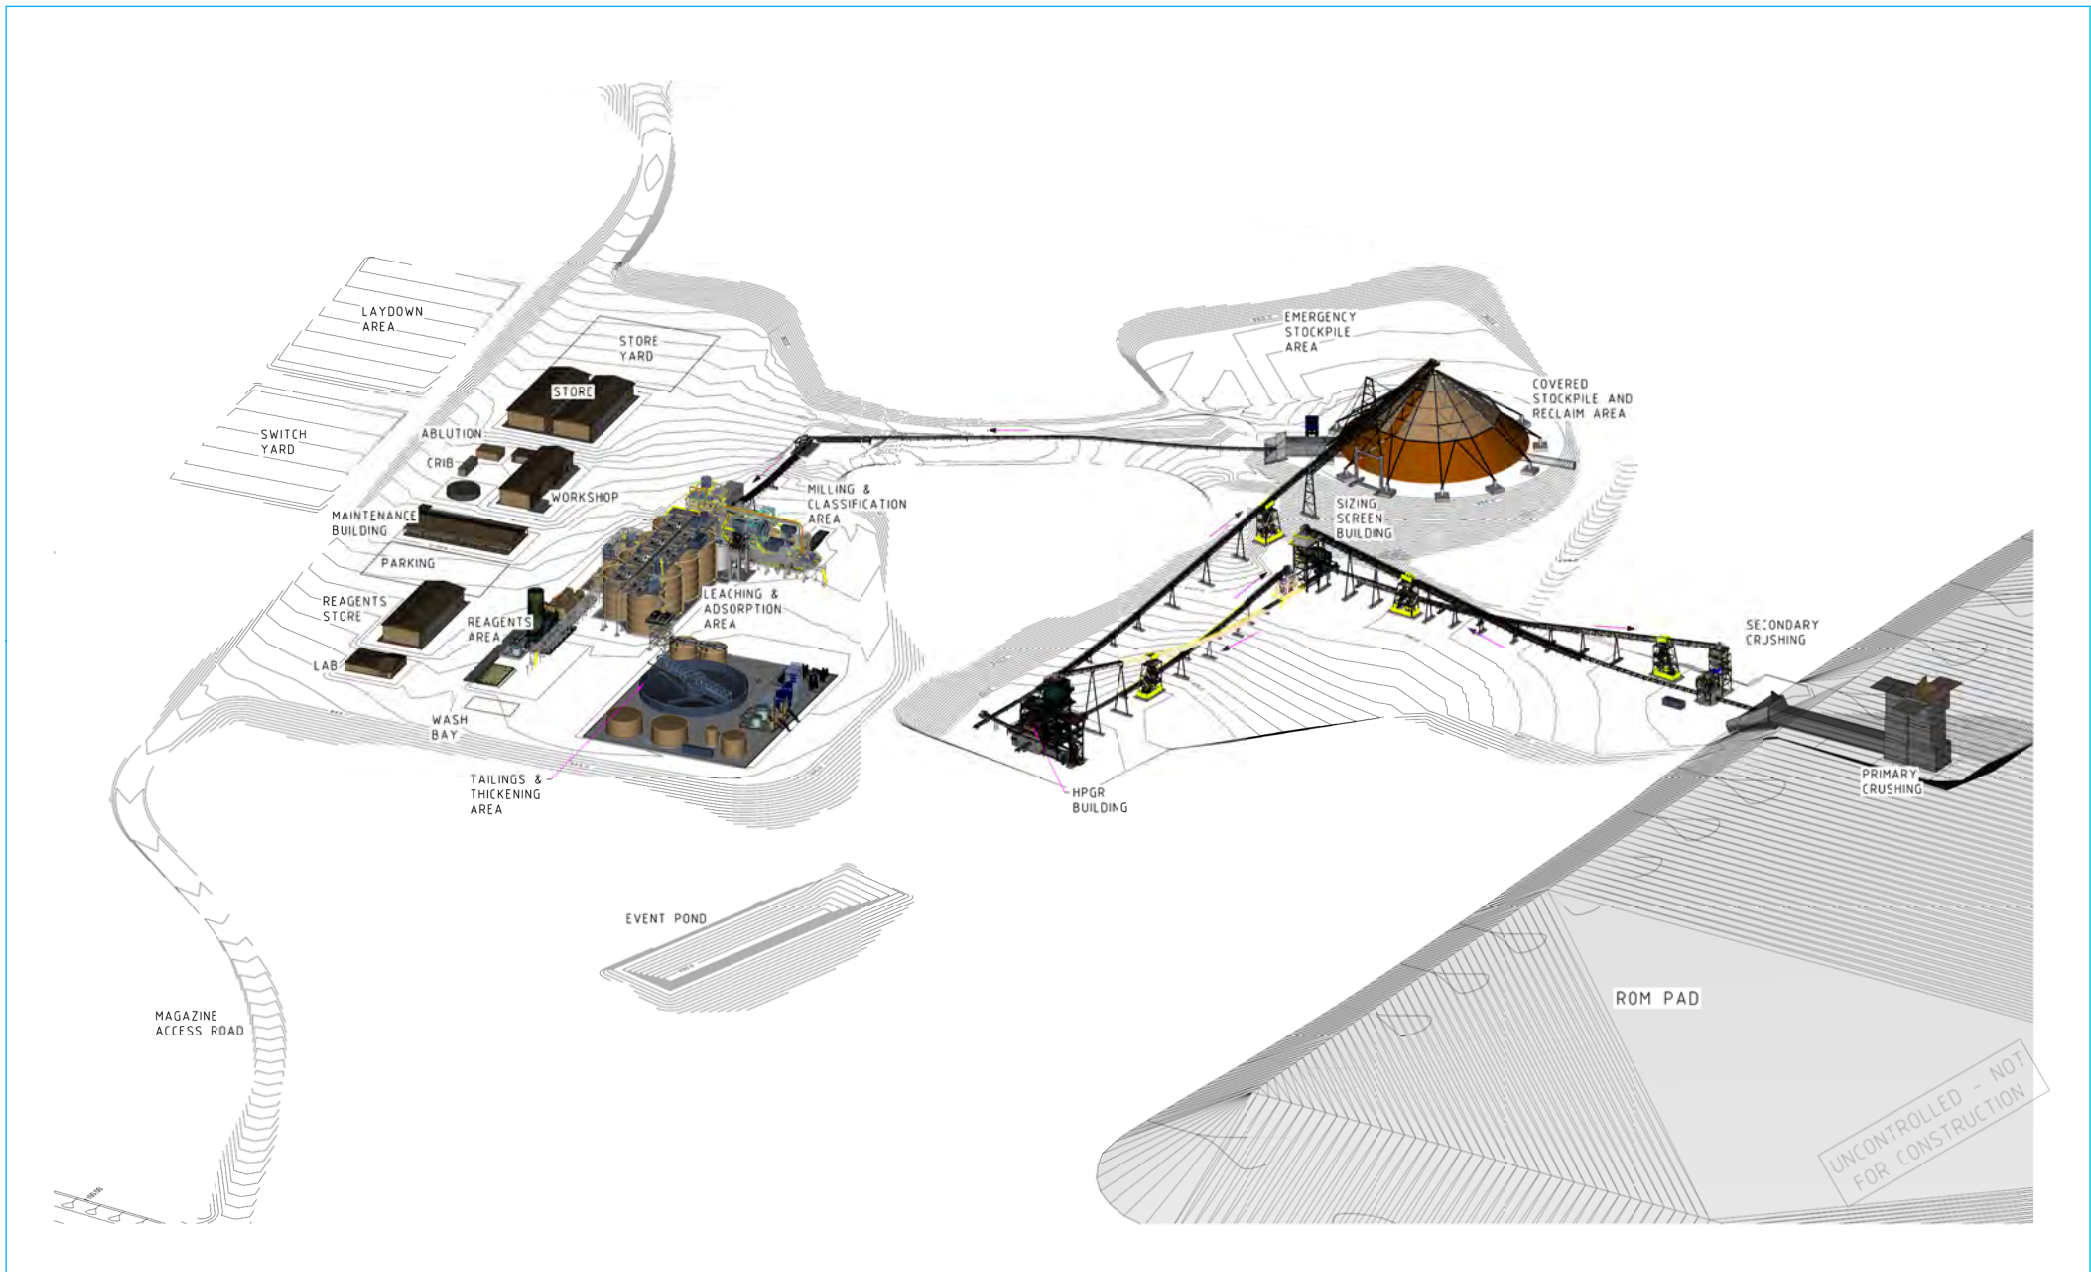 LAYDOWN
AREA
STORE
YARD
STORE
SWITCH
YARD
ABLUTION
CRIB
WORKSHOP
MAINTENANCE
BUILDING
PARKING
REAGENTS
STORE
REAGENTS
AREA
LAB
WASH
BAY
MILLING &
CLASSIFICATION
AREA
LEACHING &
ADSORPTION
AREA
TAILINGS &
THICKENING
AREA
EMERGENCY
STOCKPILE
AREA
COVERED
STOCKPILE AND
RECLAIM AREA
SIZING
SCREEN
BUILDING
SECONDARY
CRUSHING
PRIMARY
CRUSHING
HPGR
BUILDING
EVENT POND
MAGAZINE
ACCESS ROAD
ROM PAD
UNCONTROLLED - NOT
FOR CONSTRUCTION